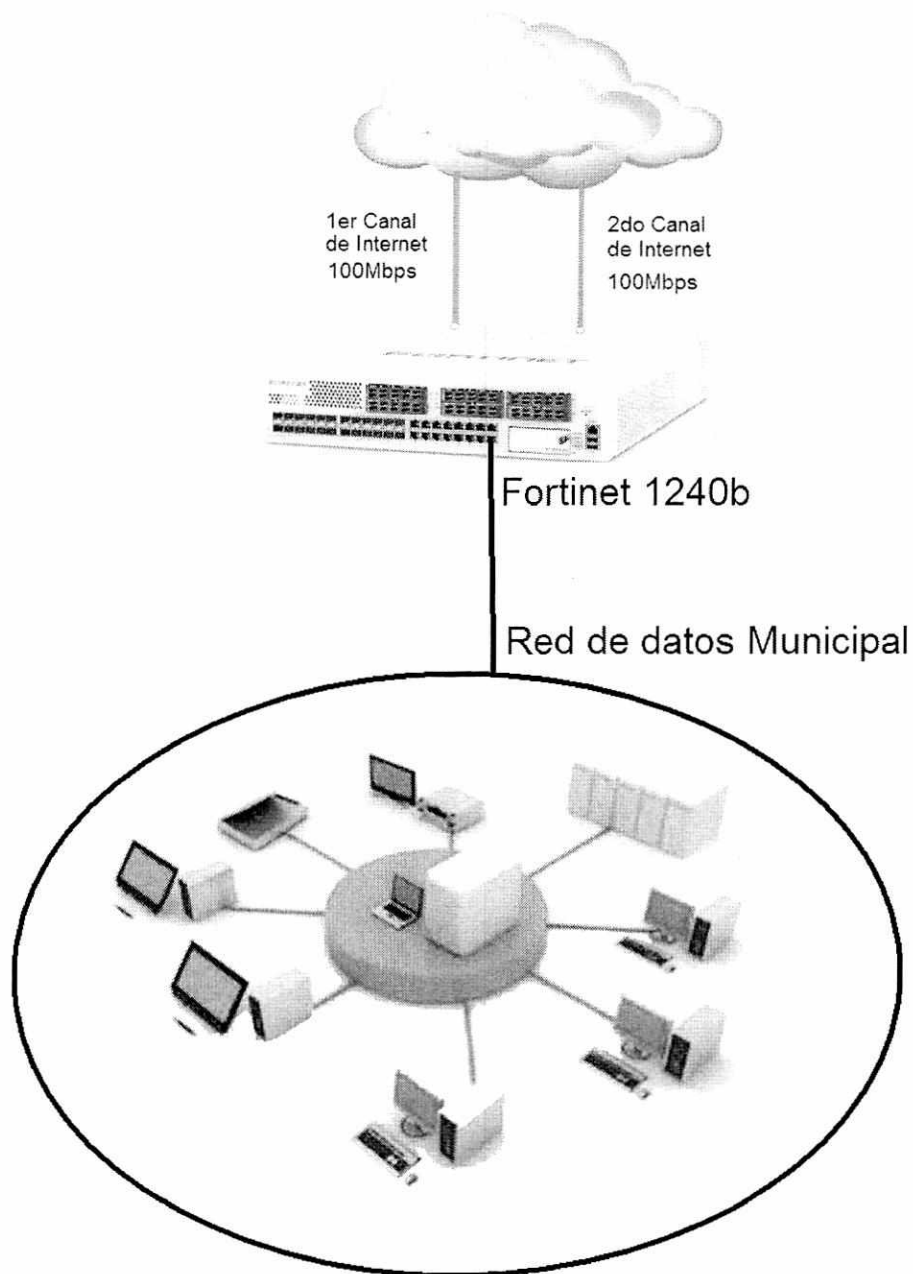 1er Canal
de Internet
100Mbps
2do Canal
de Internet
100Mbps
Fortinet 1240b
Red de datos Municipal